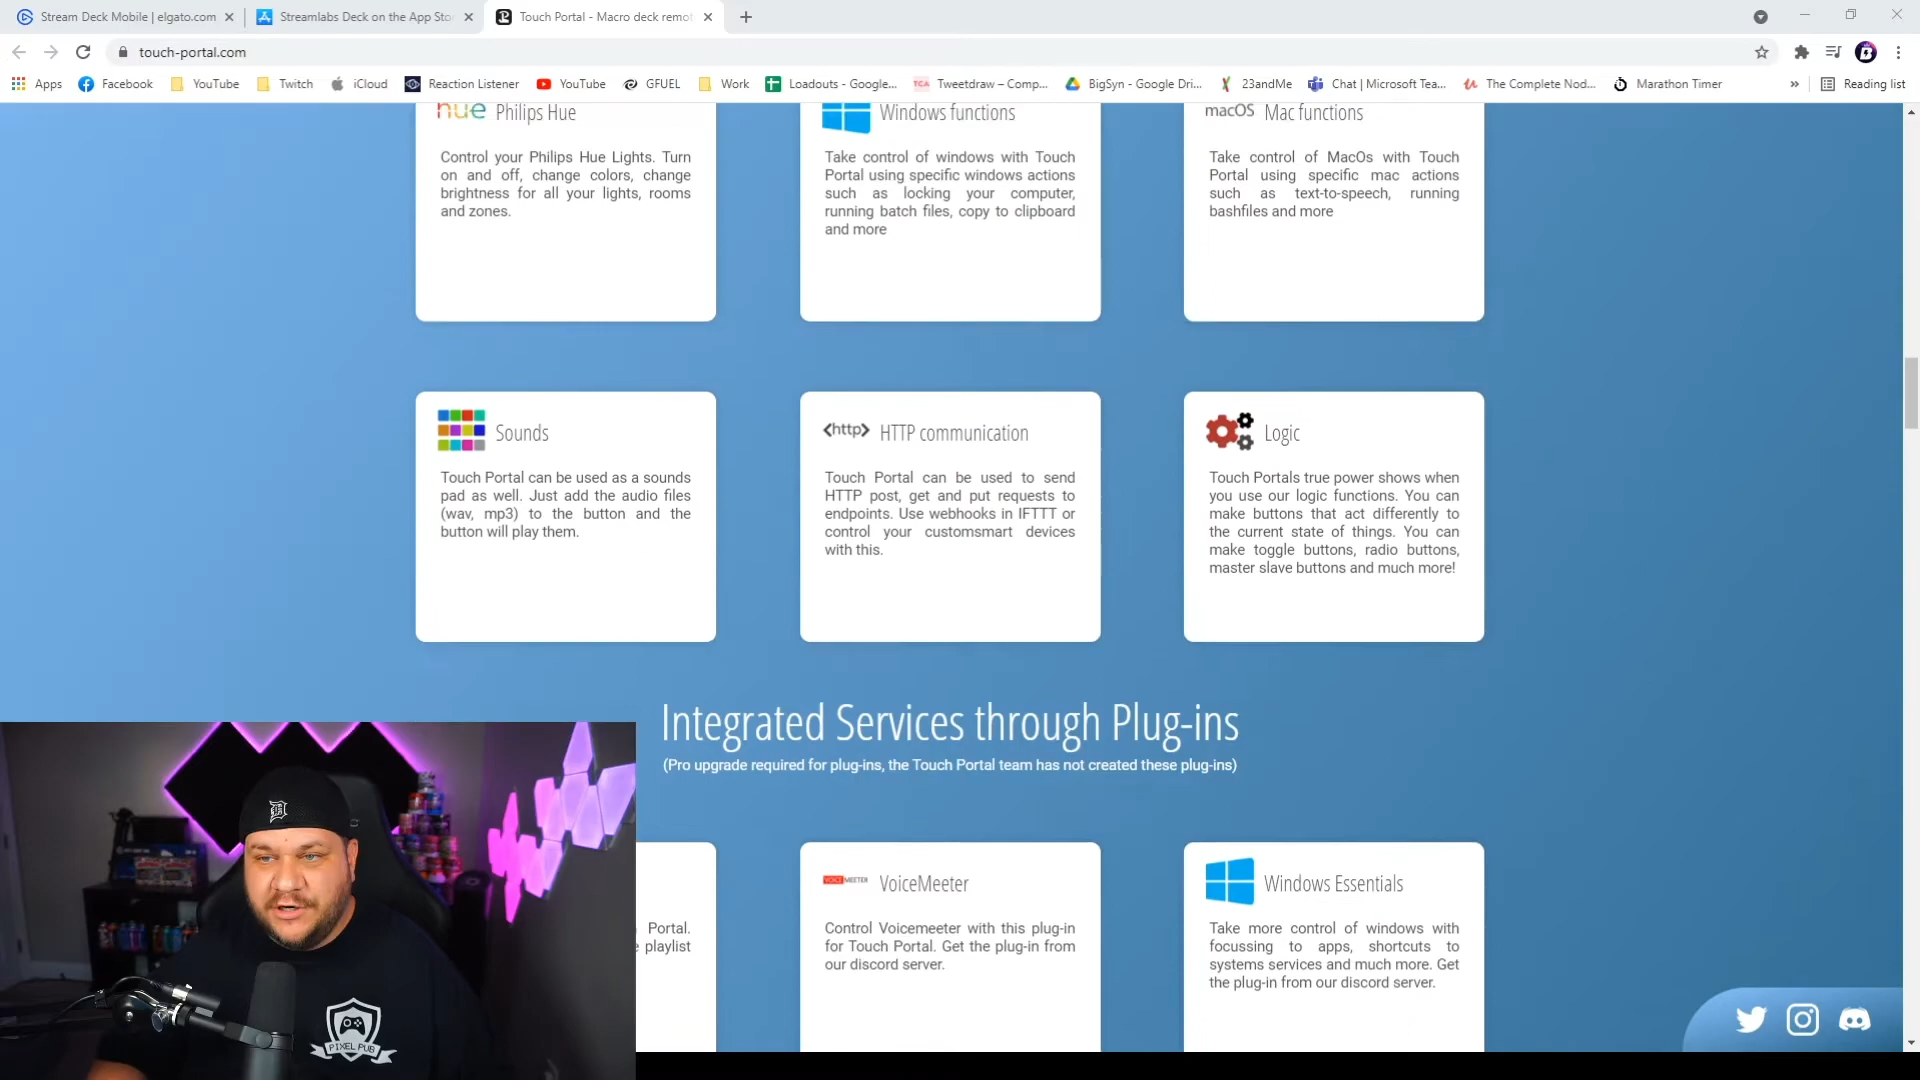 Stream Deck Mobile | elgato.com
Streamlabs Deck on the App Sto
Touch Portal - Macro deck remot
touch-portal.com
Apps
Facebook
YouTube
Twitch
iCloud
Reaction Listener
YouTube
GFUEL
Work
Loadouts - Google...
TCA
Tweetdraw – Comp...
BigSyn - Google Dri...
23andMe
Chat | Microsoft Tea...
The Complete Nod...
Marathon Timer
»
Reading list
hue Philips Hue
Control your Philips Hue Lights. Turn
on and off, change colors, change
brightness for all your lights, rooms
and zones.
Windows functions
Take control of windows with Touch
Portal using specific windows actions
such as locking your computer,
running batch files, copy to clipboard
and more
macOS Mac functions
Take control of MacOs with Touch
Portal using specific mac actions
such as text-to-speech, running
bashfiles and more
Sounds
Touch Portal can be used as a sounds
pad as well. Just add the audio files
(wav, mp3) to the button and the
button will play them.
<http> HTTP communication
Touch Portal can be used to send
HTTP post, get and put requests to
endpoints. Use webhooks in IFTTT or
control your customsmart devices
with this.
Logic
Touch Portals true power shows when
you use our logic functions. You can
make buttons that act differently to
the current state of things. You can
make toggle buttons, radio buttons,
master slave buttons and much more!
Integrated Services through Plug-ins
(Pro upgrade required for plug-ins, the Touch Portal team has not created these plug-ins)
Portal.
playlist
VOICEMEETER VoiceMeeter
Control Voicemeeter with this plug-in
for Touch Portal. Get the plug-in from
our discord server.
Windows Essentials
Take more control of windows with
focussing to apps, shortcuts to
systems services and much more. Get
the plug-in from our discord server.
PIXEL PUB